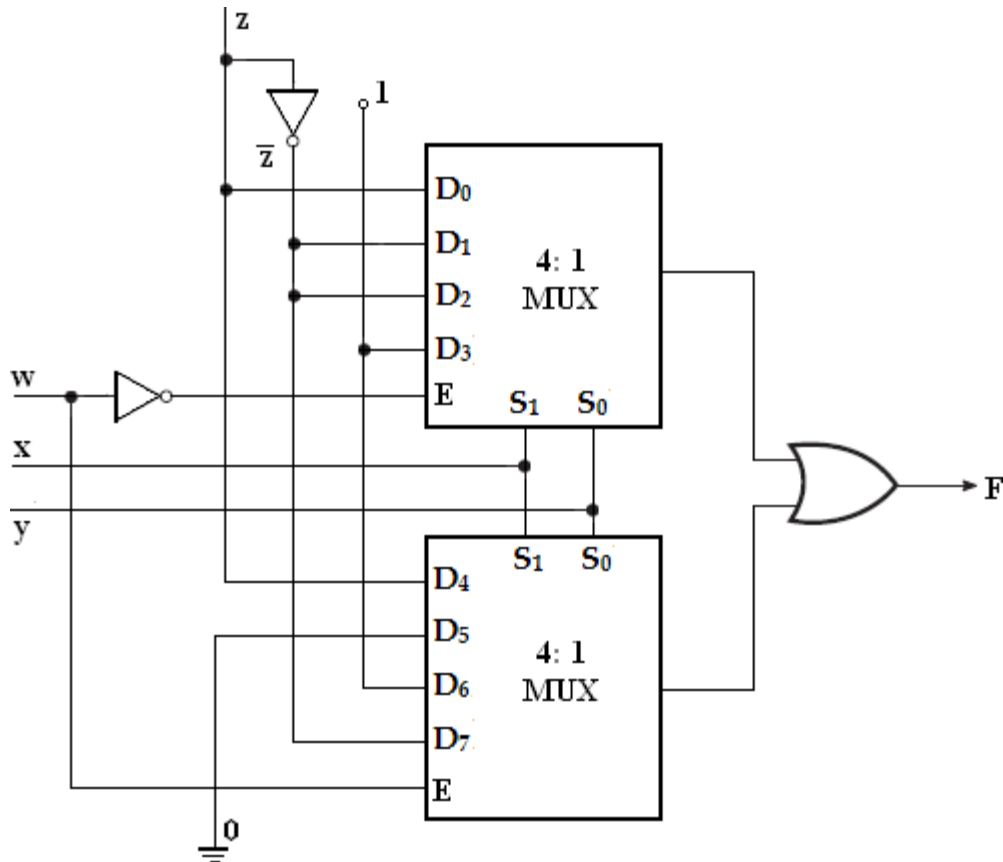 z
1
z̅
D₀
D₁
4: 1
D₂
MUX
D₃
w
E
S₁ S₀
x
F
y
S₁ S₀
D₄
D₅
4: 1
D₆
MUX
D₇
E
0